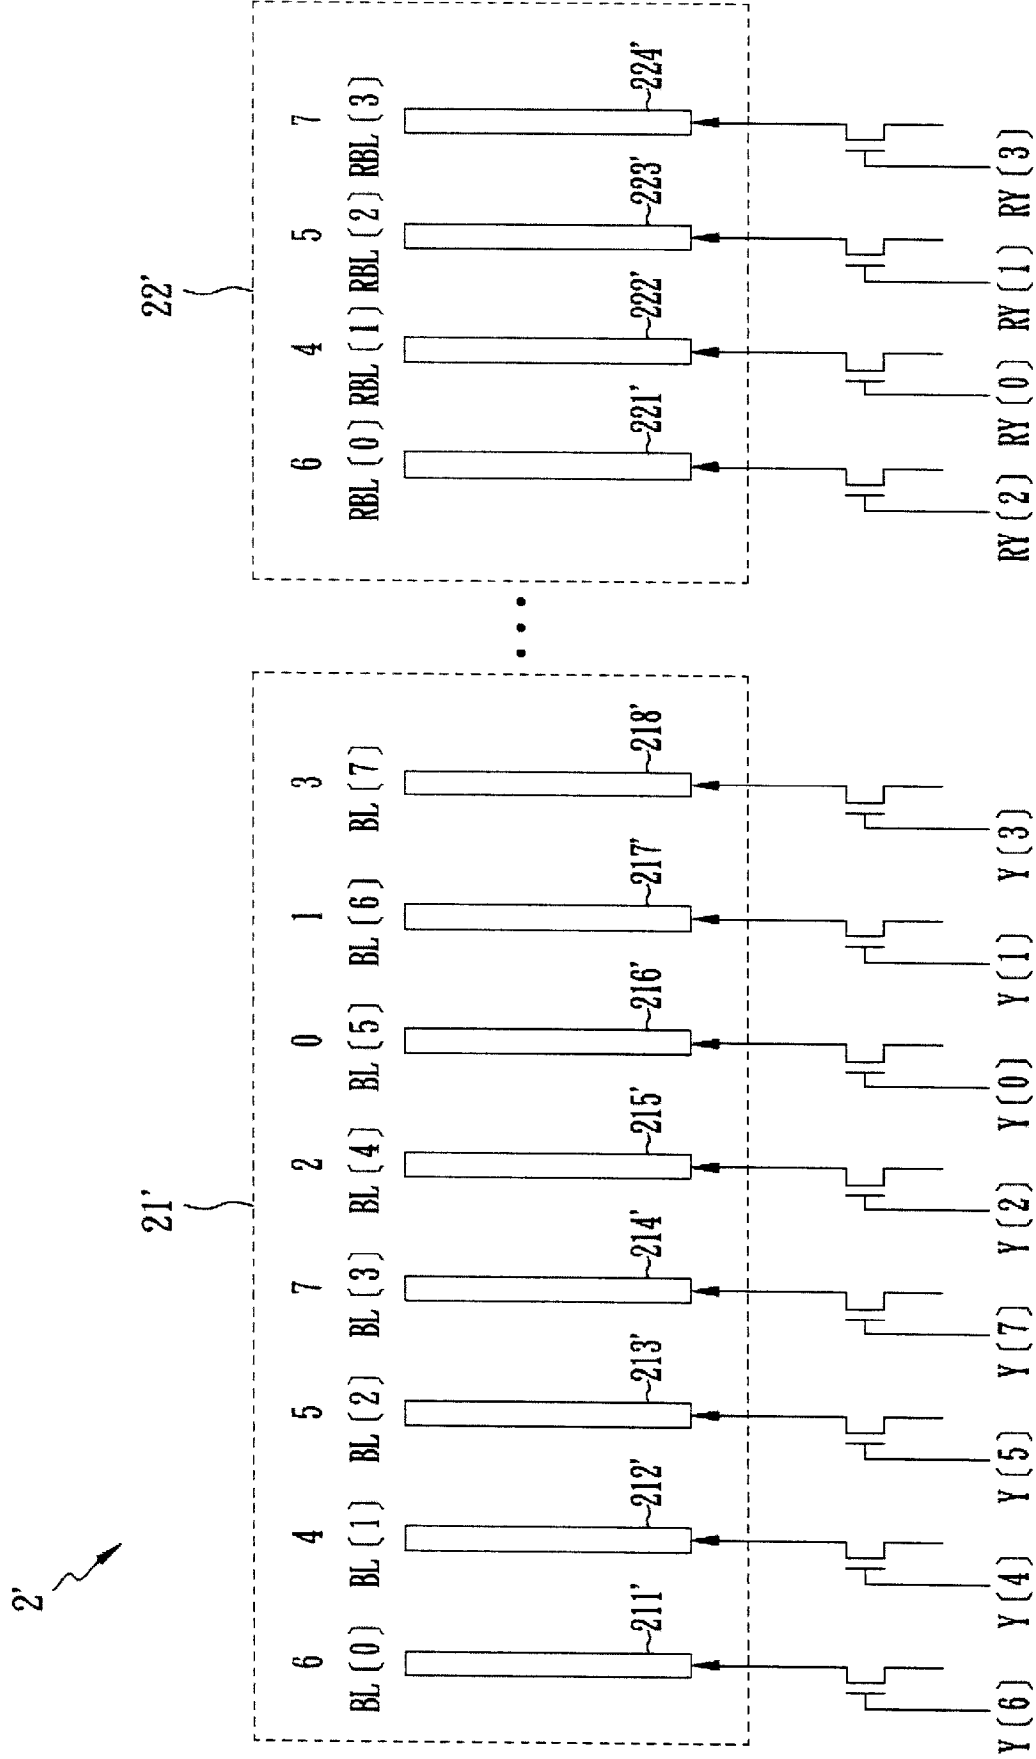 2'
21'
22'
6 4 5 7 2 0 1 3
BL(0) BL(1) BL(2) BL(3) BL(4) BL(5) BL(6) BL(7)
6 4 5 7
RBL(0) RBL(1) RBL(2) RBL(3)
211' 212' 213' 214' 215' 216' 217' 218'
221' 222' 223' 224'
Y(6) Y(4) Y(5) Y(7) Y(2) Y(0) Y(1) Y(3)
RY(2) RY(0) RY(1) RY(3)